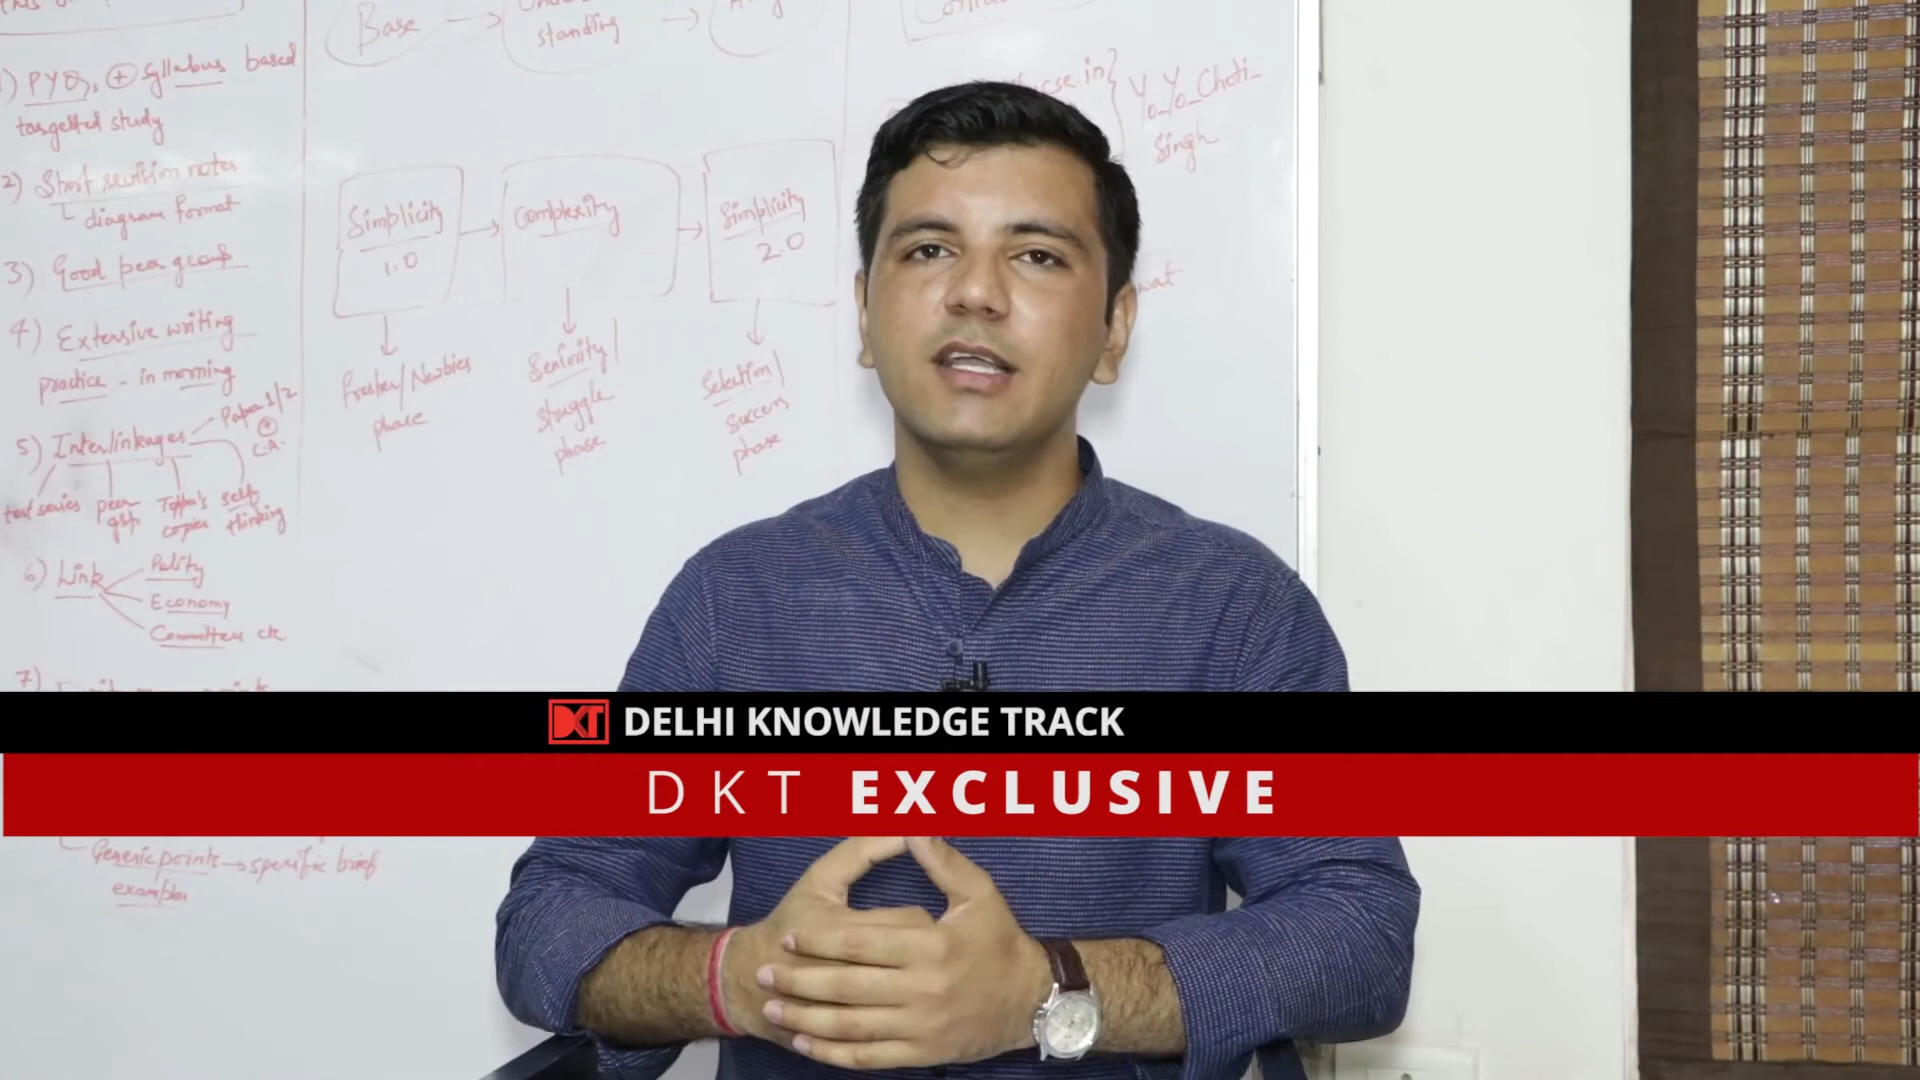 1) PYQs + Syllabus based
targetted study
2) Short revision notes
diagram format
3) Good peer group
4) Extensive writing
practice - in morning
5) Interlinkages
Paper 1/2
+
C.A.
test series
peer
grp
Topper's
copies
self
thinking
6) Link
Polity
Economy
Committees etc
7)
Generic points → specific brief
examples
Base →
standing
→
Simplicity
1.0
→
Complexity
→
Simplicity
2.0
Fresher/Newbies
phase
Seniority/
struggle
phase
Selection/
success
phase
Yo_Yo_Choti_
Singh
DKT DELHI KNOWLEDGE TRACK
DKT EXCLUSIVE